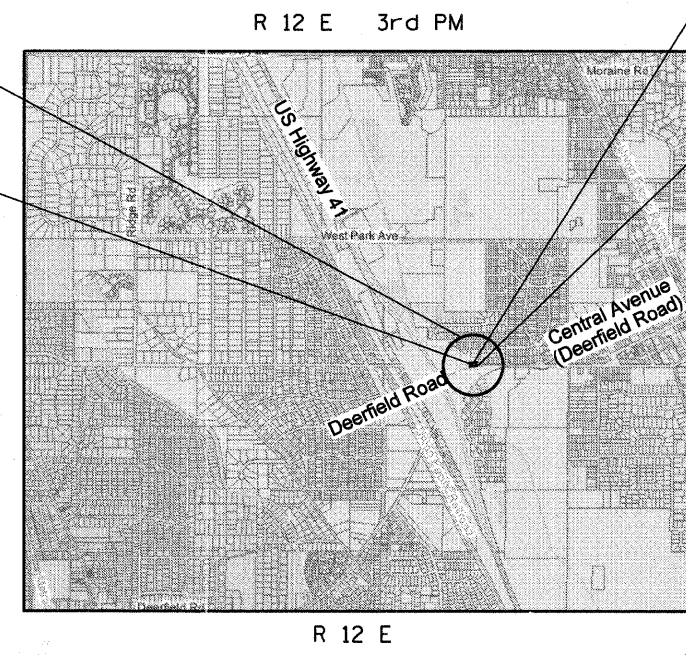 R 12 E 3rd PM
Moraine Rd
US Highway 41
Ridge Rd
West Park Ave
Central Avenue
(Deerfield Road)
Deerfield Road
Deerfield Rd
R 12 E